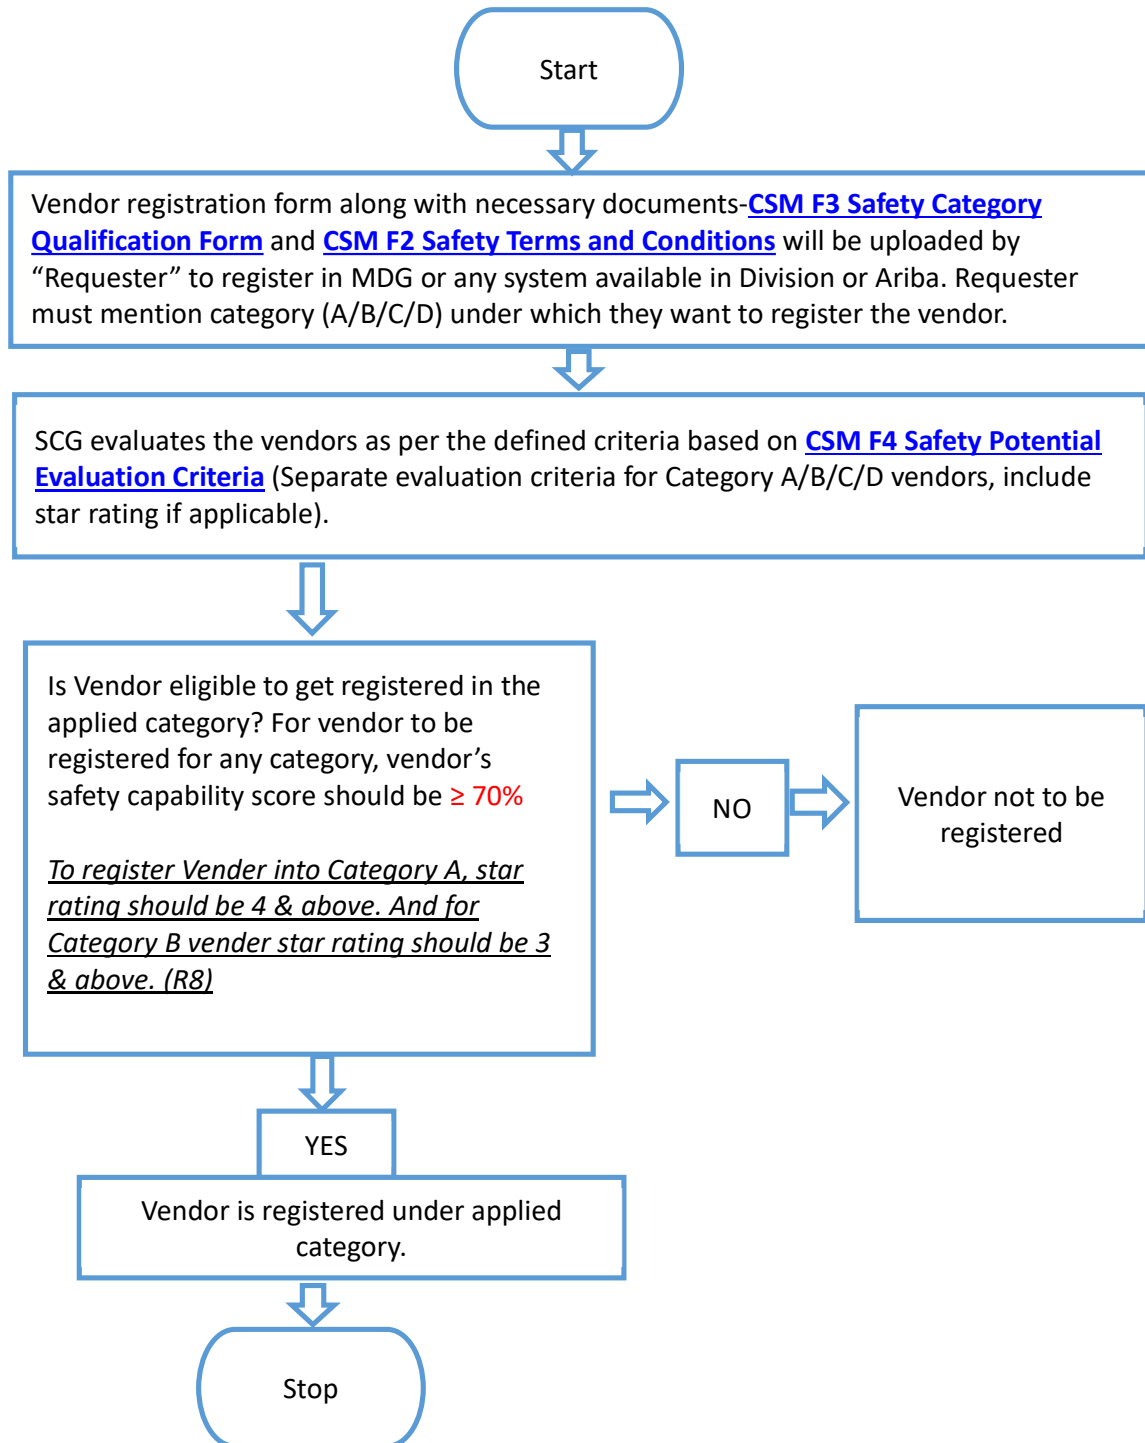 Start
Vendor registration form along with necessary documents-CSM F3 Safety Category
Qualification Form and CSM F2 Safety Terms and Conditions will be uploaded by
“Requester” to register in MDG or any system available in Division or Ariba. Requester
must mention category (A/B/C/D) under which they want to register the vendor.
SCG evaluates the vendors as per the defined criteria based on CSM F4 Safety Potential
Evaluation Criteria (Separate evaluation criteria for Category A/B/C/D vendors, include
star rating if applicable).
Is Vendor eligible to get registered in the
applied category? For vendor to be
registered for any category, vendor’s
safety capability score should be ≥ 70%
To register Vender into Category A, star
rating should be 4 & above. And for
Category B vender star rating should be 3
& above. (R8)
NO
Vendor not to be
registered
YES
Vendor is registered under applied
category.
Stop